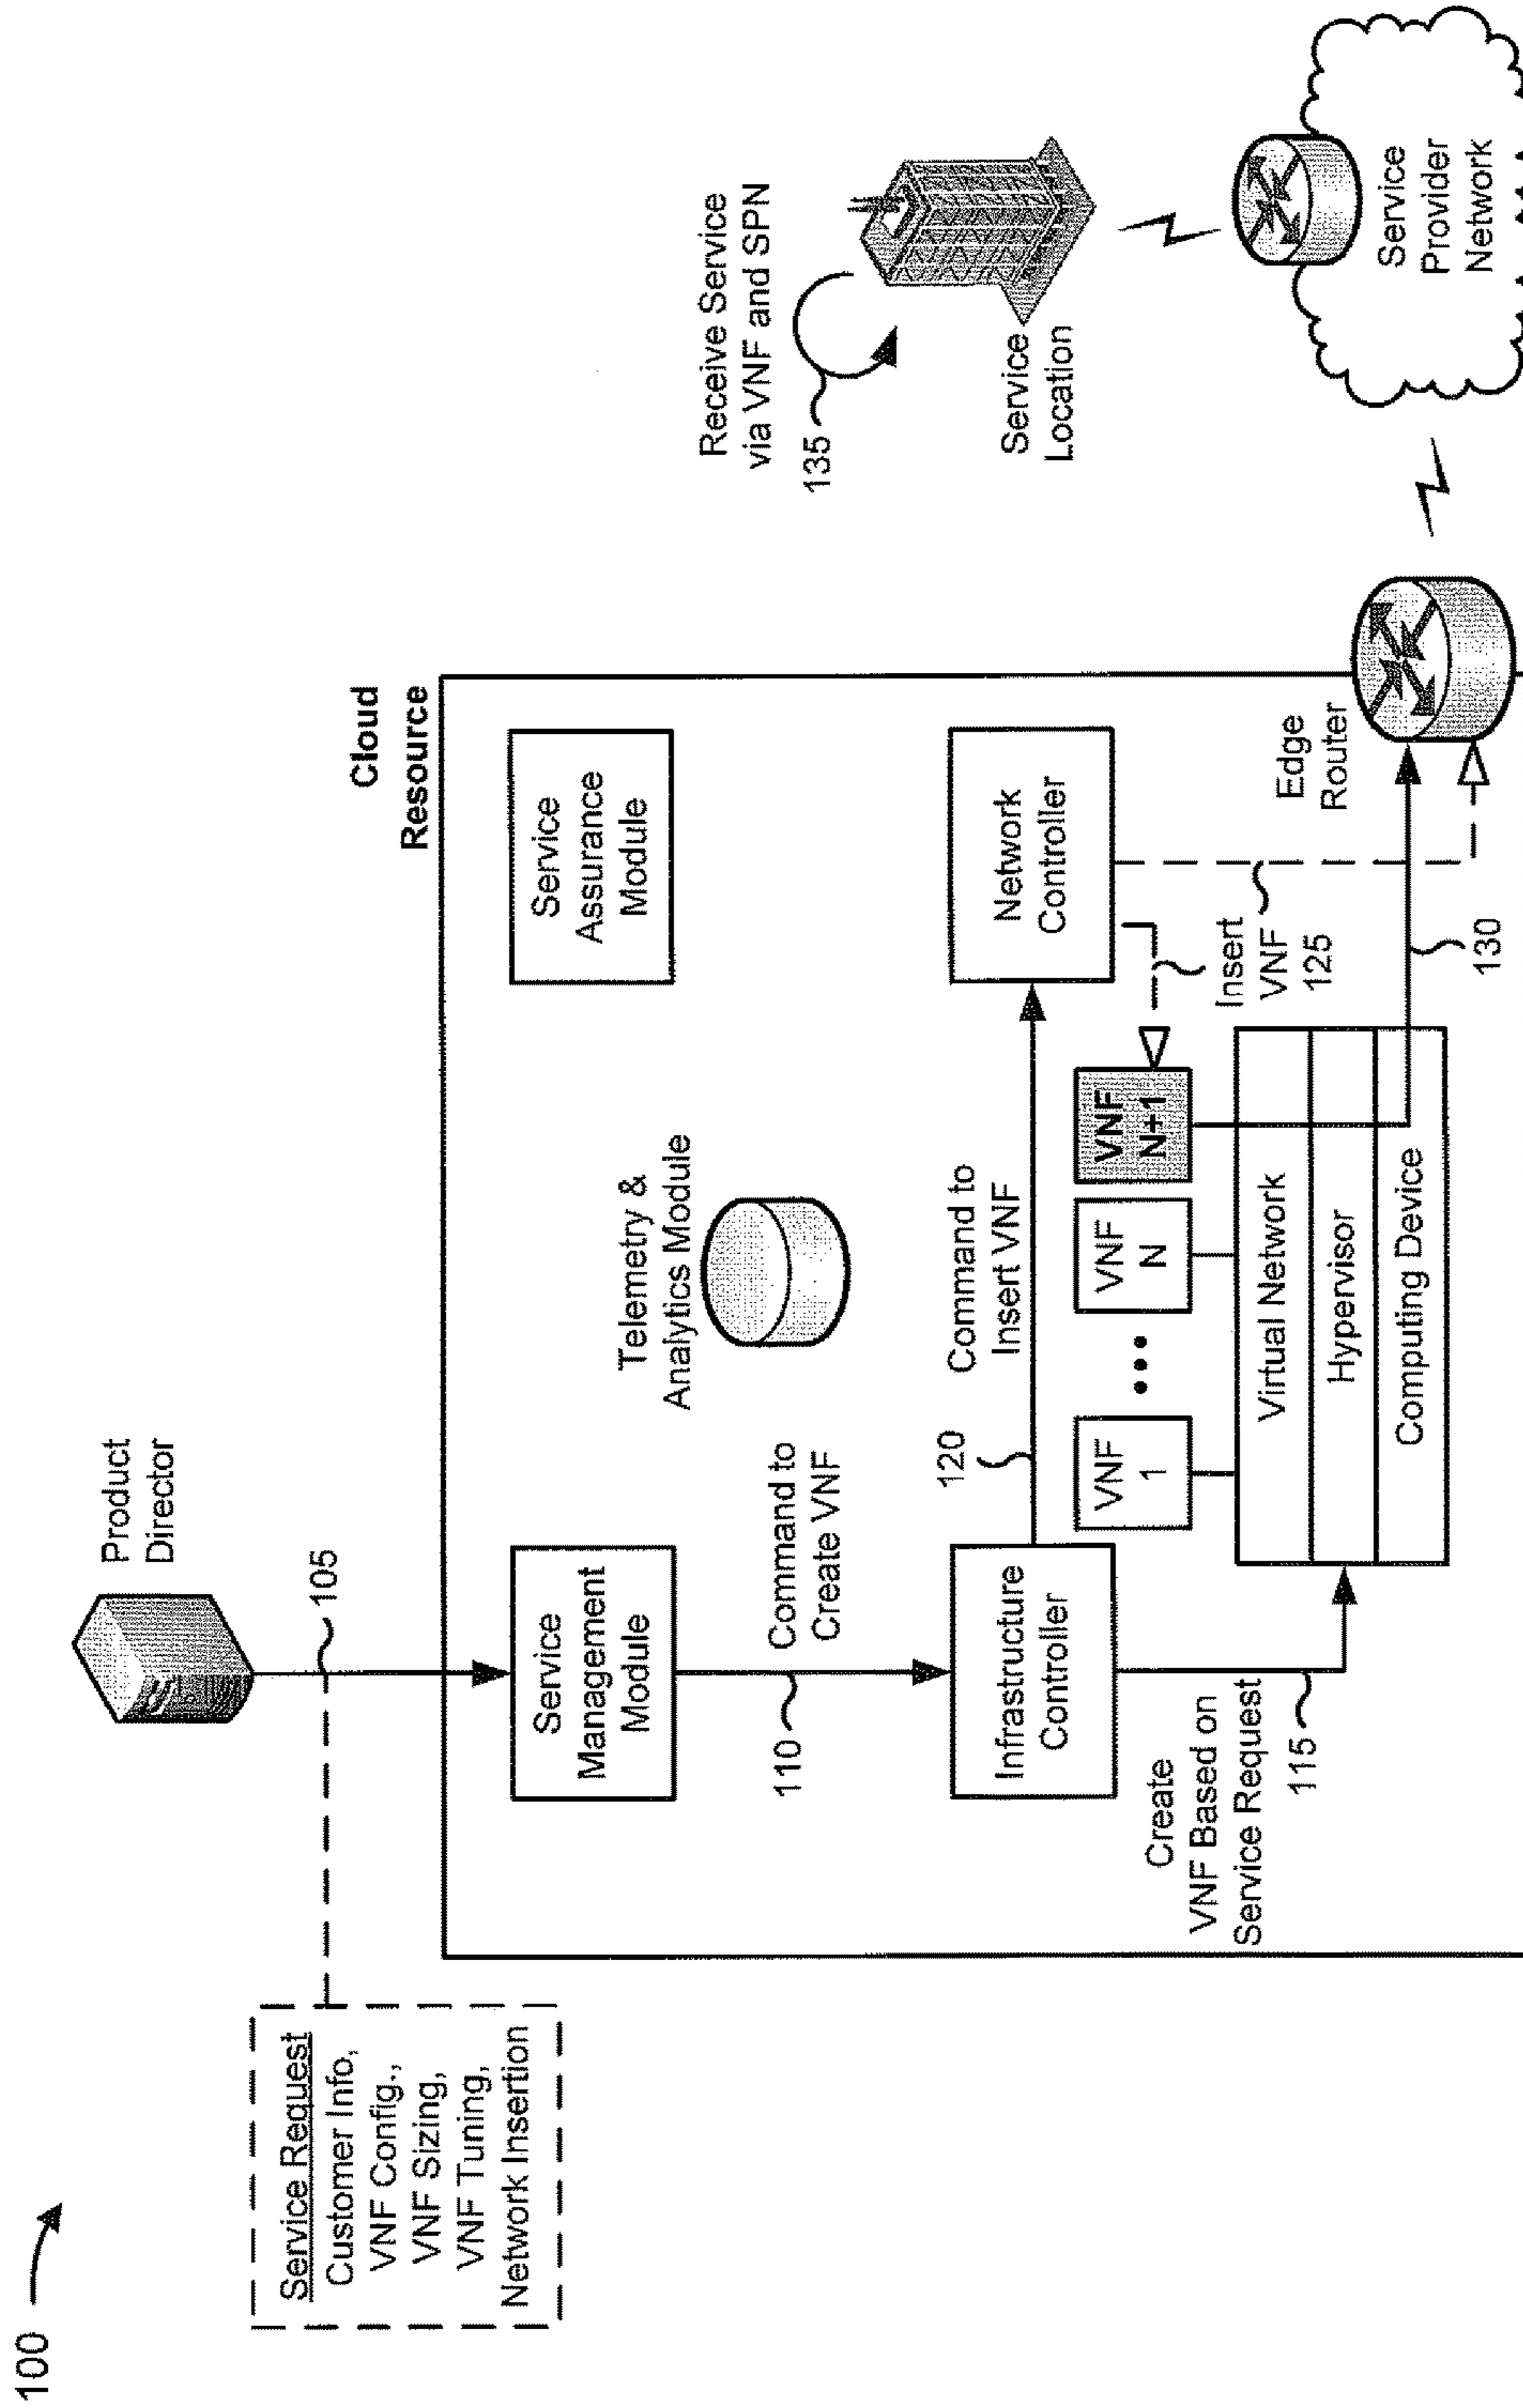 100
Product
Director
Service Request
Customer Info,
VNF Config.,
VNF Sizing,
VNF Tuning,
Network Insertion
105
Cloud
Resource
Service
Management
Module
Telemetry &
Analytics Module
Service
Assurance
Module
110
Command to
Create VNF
Receive Service
via VNF and SPN
135
Service
Location
Infrastructure
Controller
120
Command to
Insert VNF
Network
Controller
Create
VNF Based on
Service Request
115
VNF
1
VNF
N
VNF
N+1
Insert
VNF
125
Virtual Network
Hypervisor
Computing Device
130
Edge
Router
Service
Provider
Network